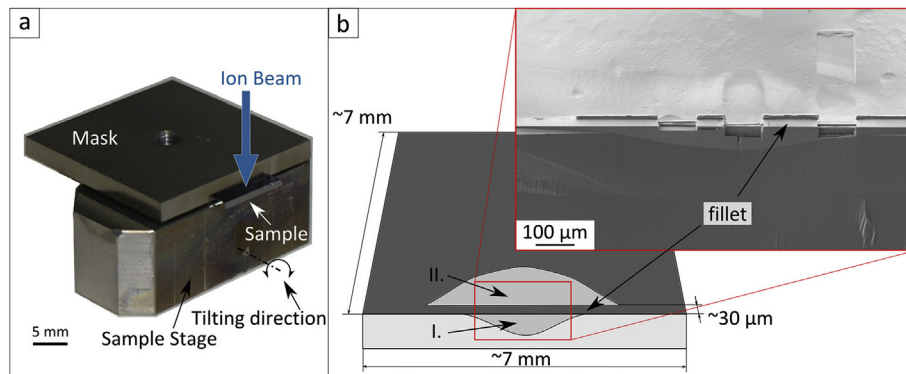 a
Ion Beam
Mask
Sample
Tilting direction
Sample Stage
5 mm
b
~7 mm
fillet
100 µm
II.
I.
~30 µm
~7 mm